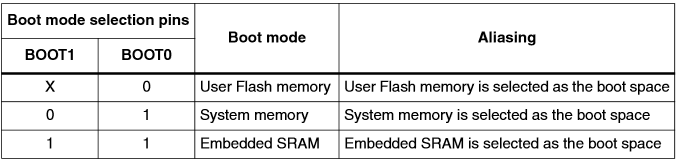 Boot mode selection pins
Boot mode
Aliasing
BOOT1 BOOT0
X 0 User Flash memory User Flash memory is selected as the boot space
0 1 System memory System memory is selected as the boot space
1 1 Embedded SRAM Embedded SRAM is selected as the boot space